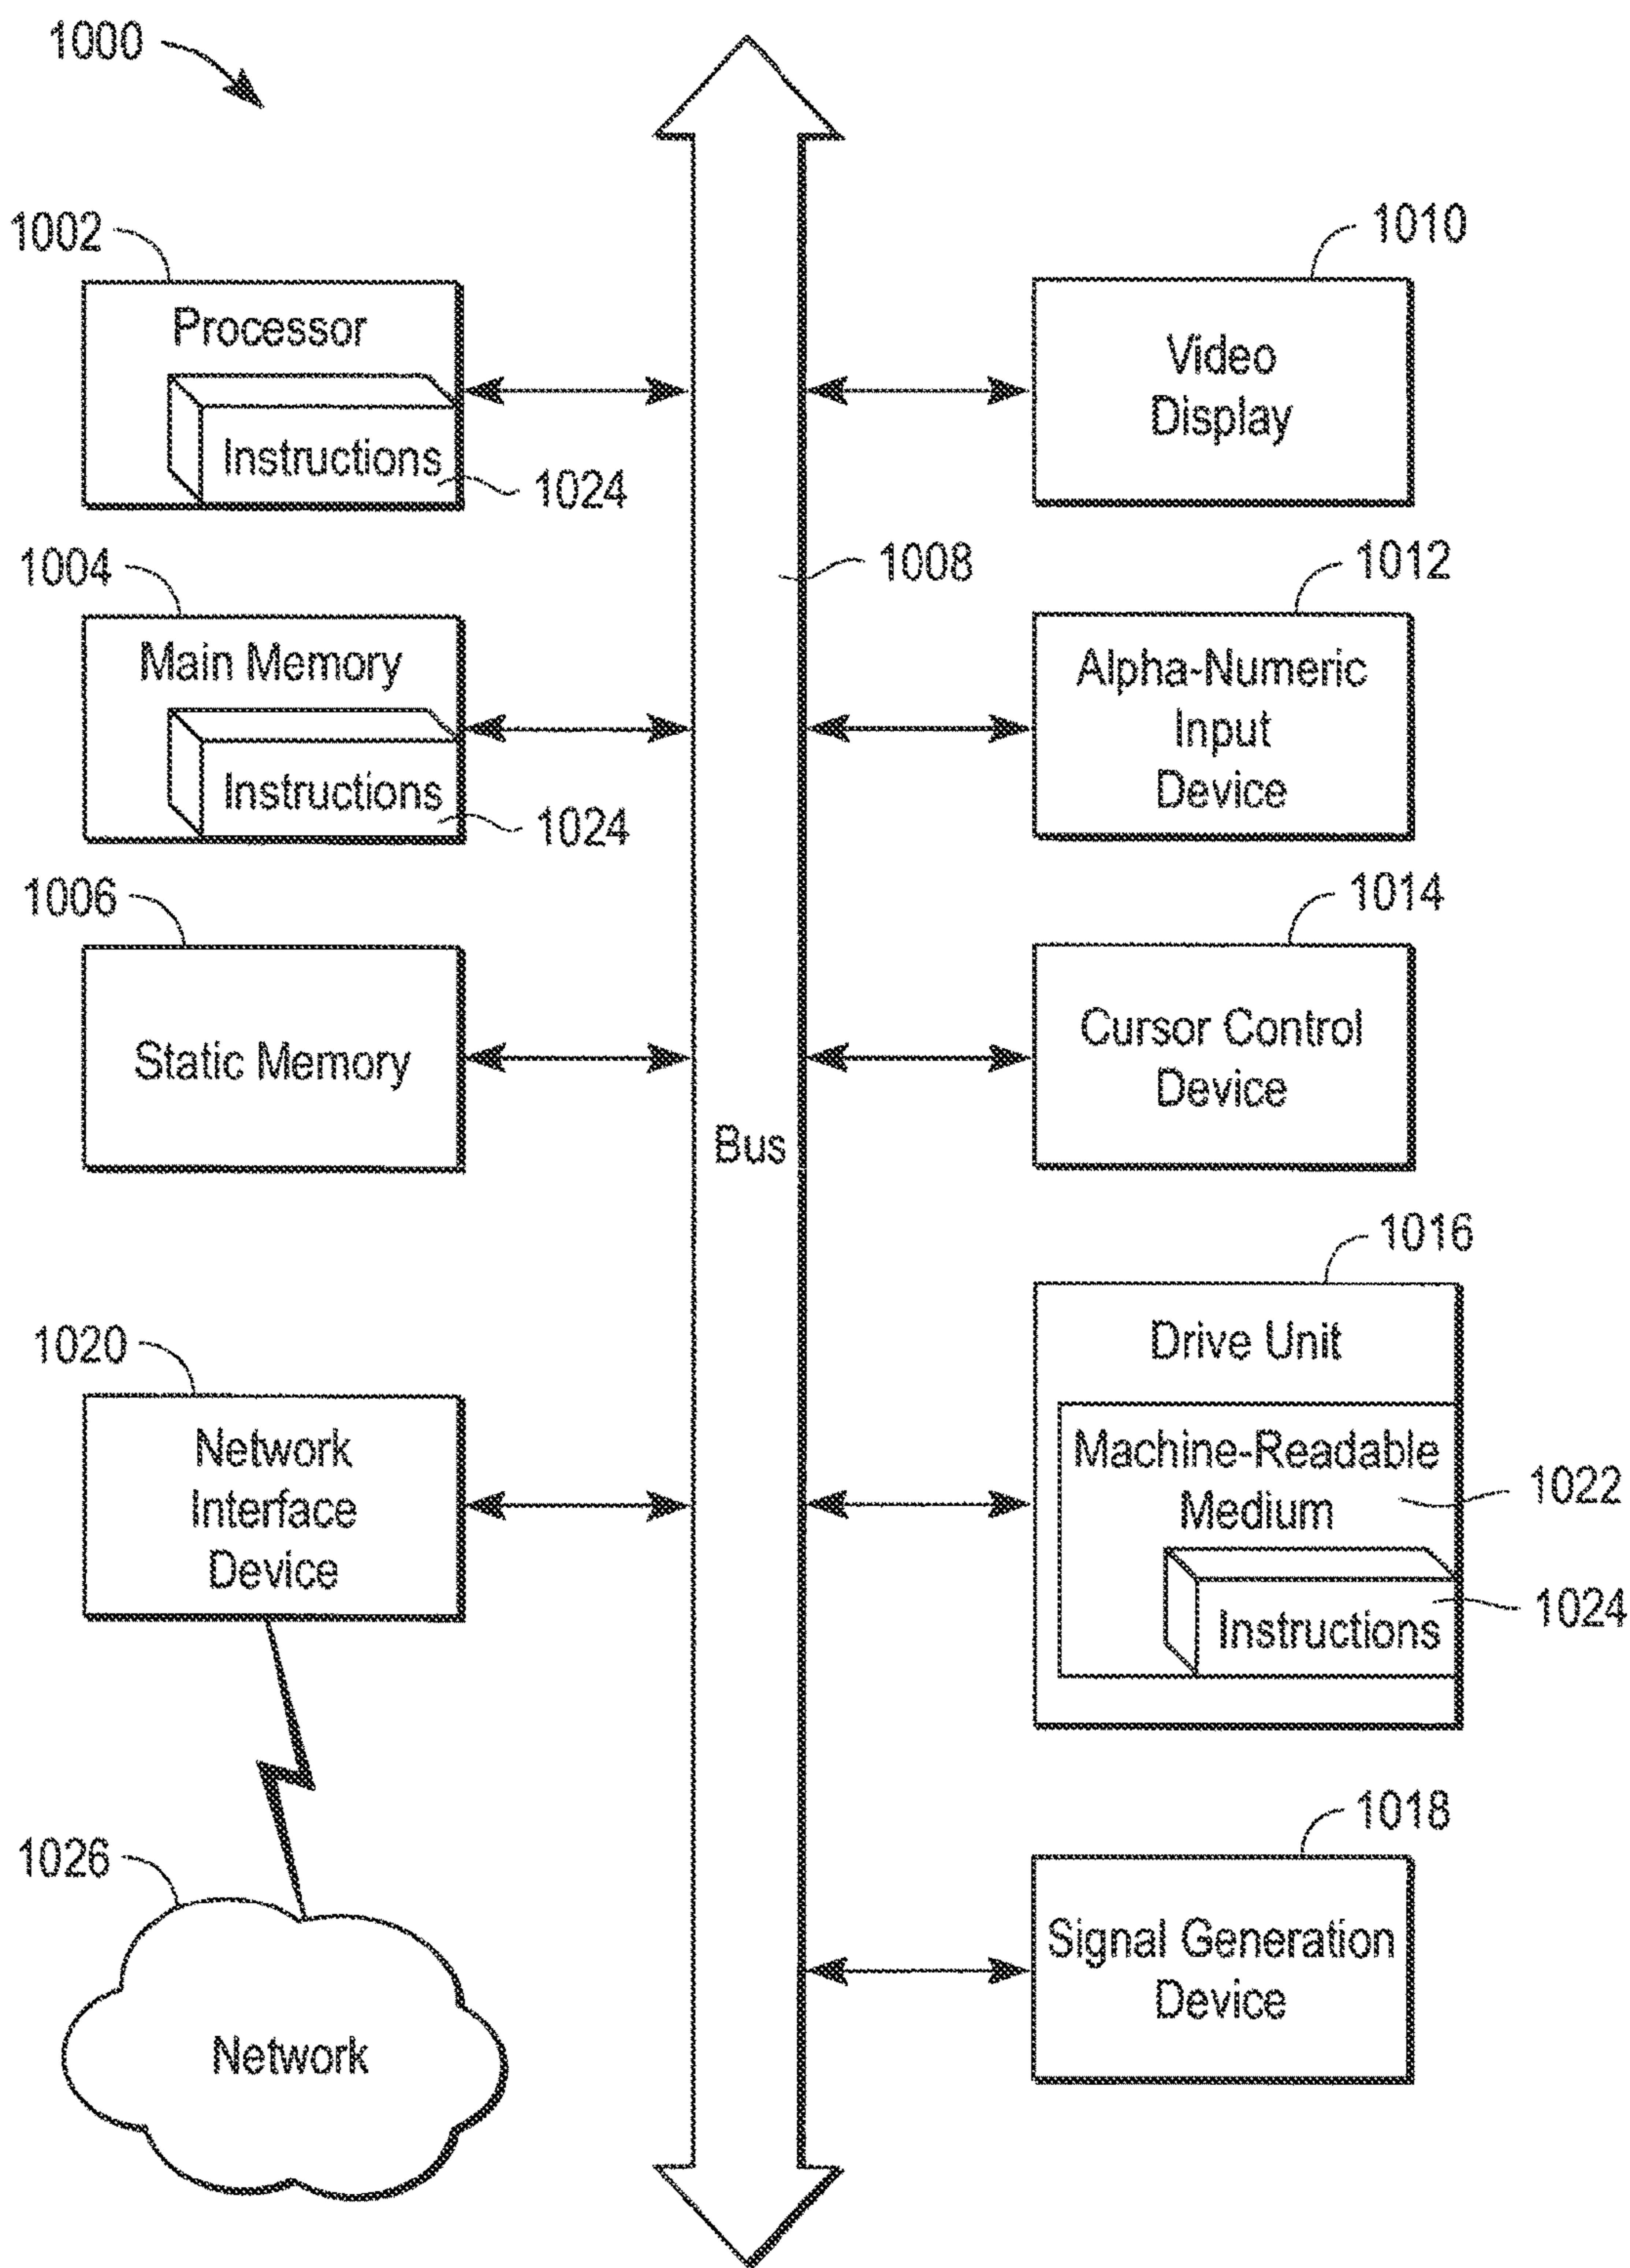 1000
1002
Processor
Instructions
1024
1004
Main Memory
Instructions
1024
1006
Static Memory
1020
Network
Interface
Device
1026
Network
1008
Bus
1010
Video
Display
1012
Alpha-Numeric
Input
Device
1014
Cursor Control
Device
1016
Drive Unit
Machine-Readable
Medium
1022
Instructions
1024
1018
Signal Generation
Device